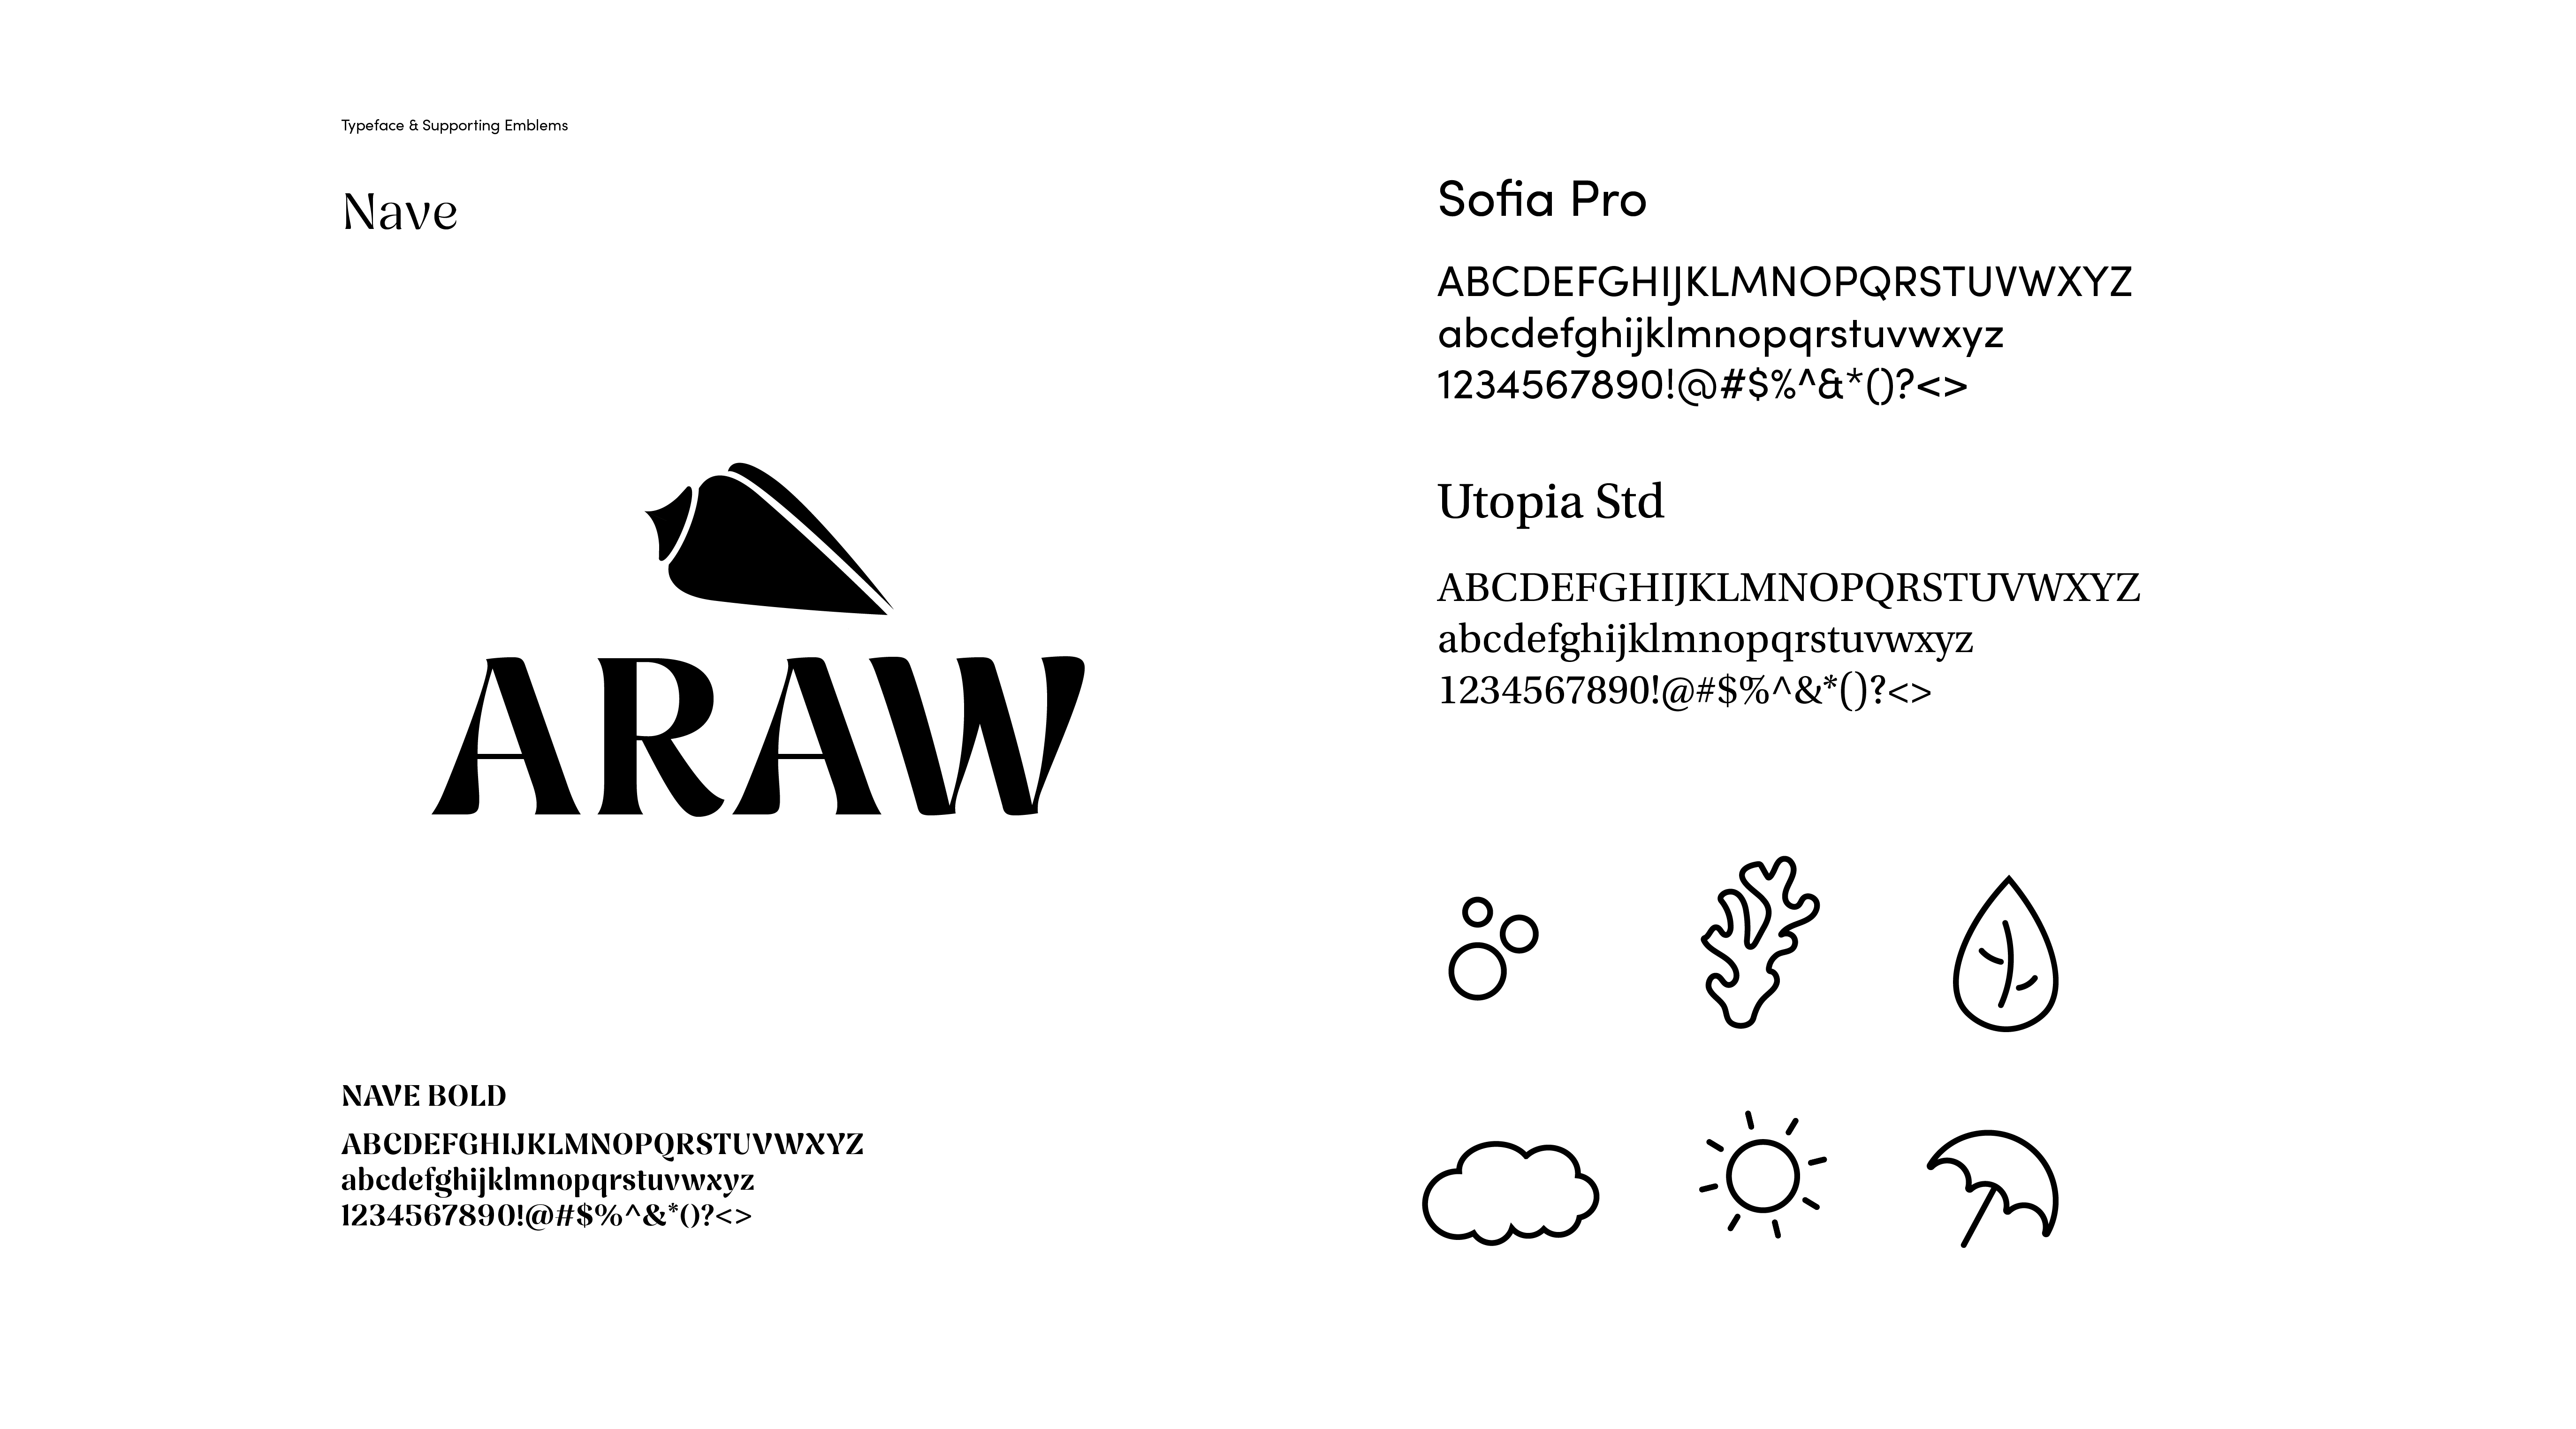 Typeface & Supporting Emblems
Nave
ARAW
NAVE BOLD
ABCDEFGHIJKLMNOPQRSTUVWXYZ
abcdefghijklmnopqrstuvwxyz
1234567890!@#$%^&*()?<>
Sofia Pro
ABCDEFGHIJKLMNOPQRSTUVWXYZ
abcdefghijklmnopqrstuvwxyz
1234567890!@#$%^&*()?<>
Utopia Std
ABCDEFGHIJKLMNOPQRSTUVWXYZ
abcdefghijklmnopqrstuvwxyz
1234567890!@#$%^&*()?<>